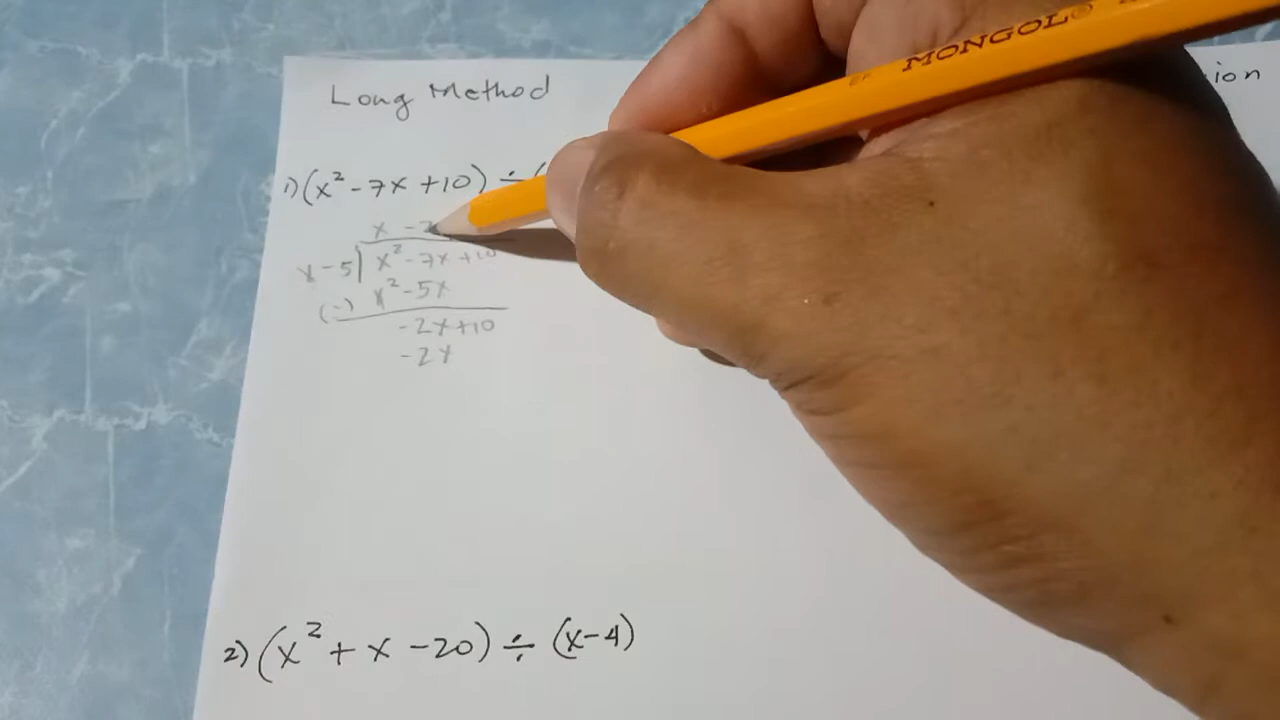 MONGOL
Long Method
ion
1) (x² - 7x + 10) ÷ (
x - 2
x - 5 x² - 7x + 10
x² - 5x
(-)
- 2x + 10
- 2x
2) (x² + x - 20) ÷ (x - 4)